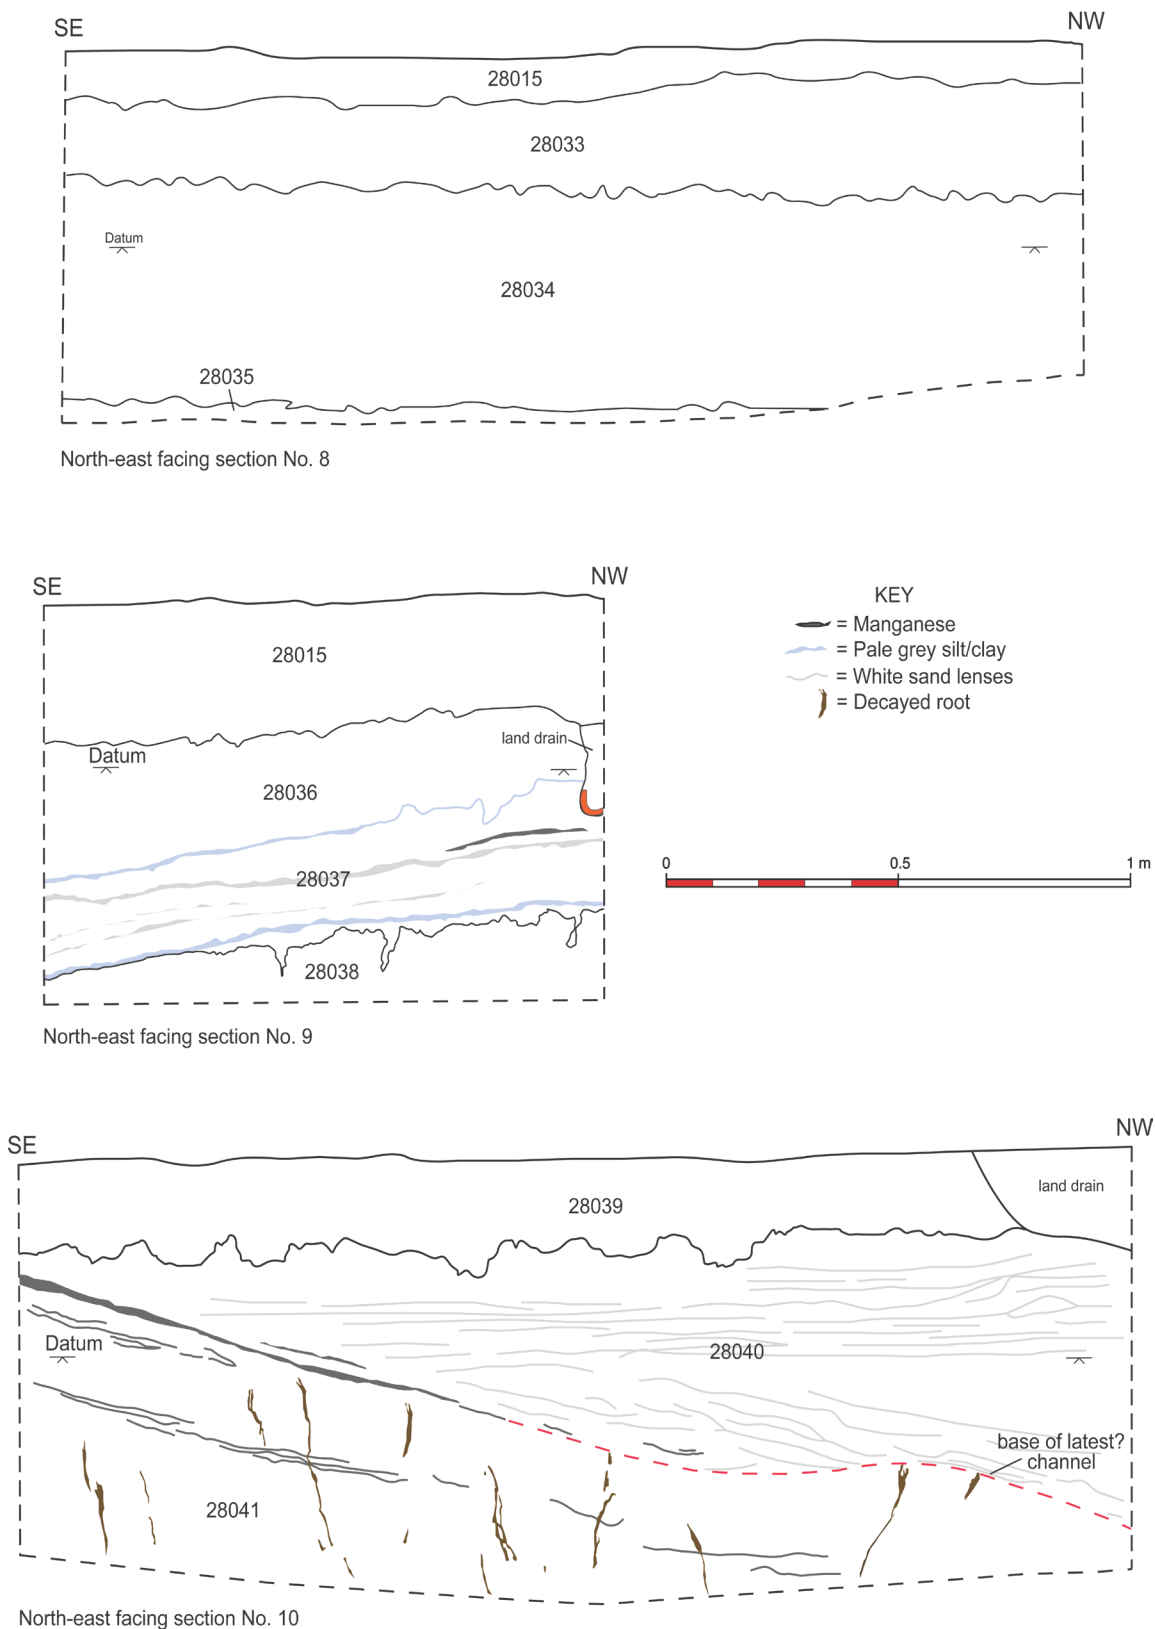 SE
NW
28015
28033
Datum
28034
28035
North-east facing section No. 8
SE
NW
28015
land drain
Datum
28036
28037
28038
North-east facing section No. 9
KEY
= Manganese
= Pale grey silt/clay
= White sand lenses
= Decayed root
0
0.5
1 m
SE
NW
land drain
28039
Datum
28040
base of latest?
channel
28041
North-east facing section No. 10